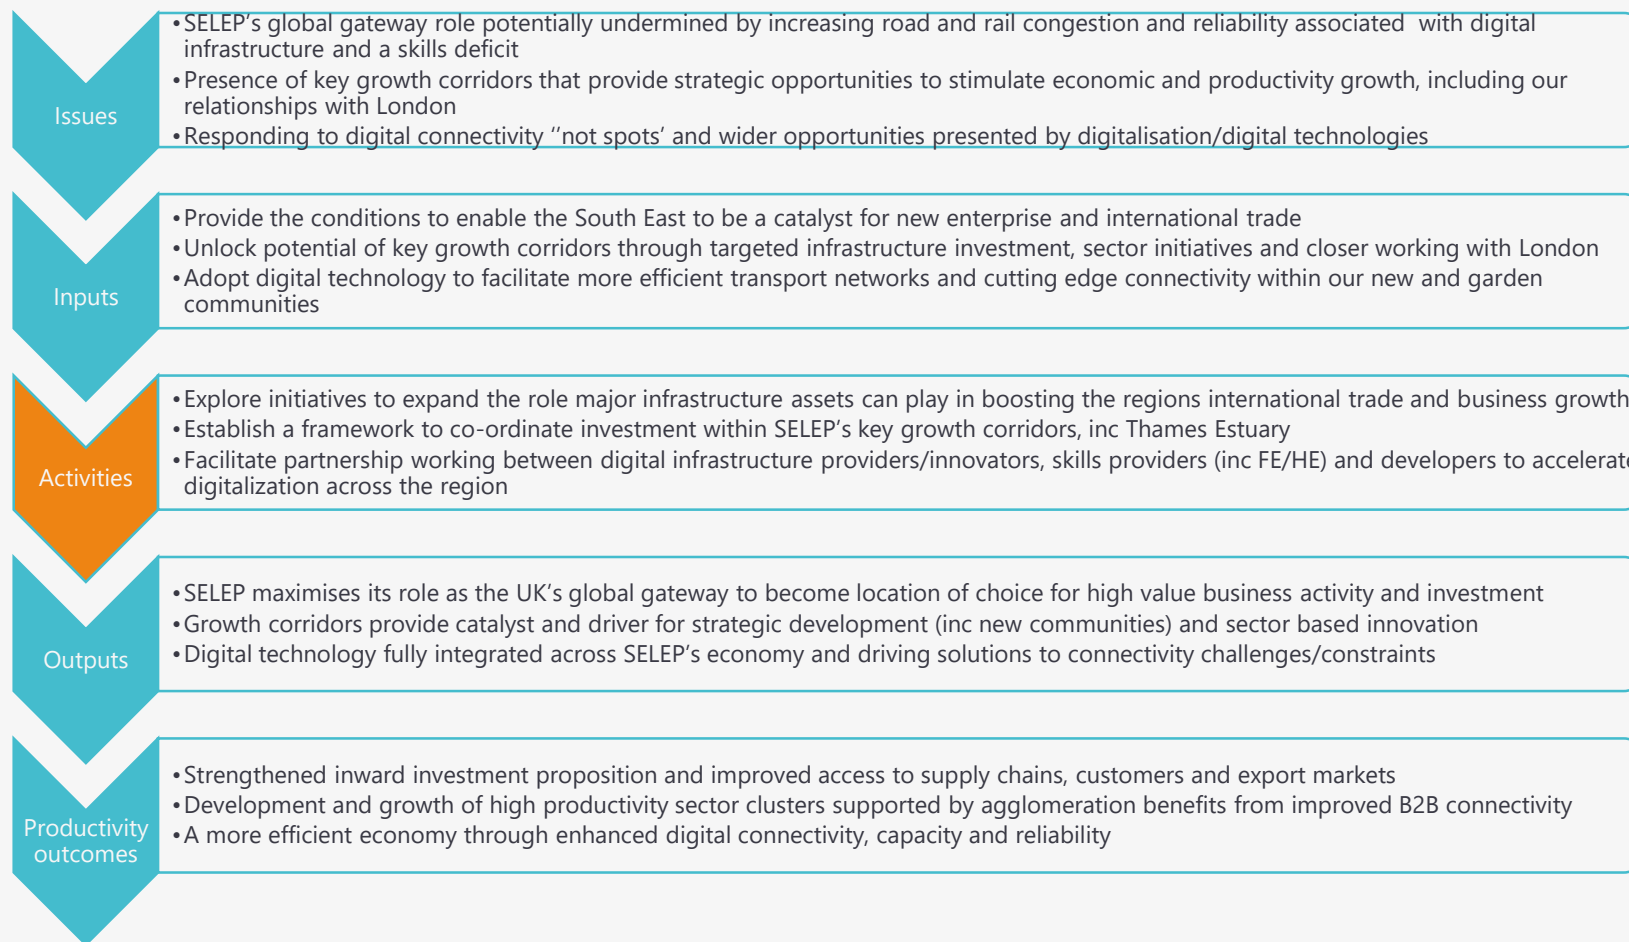 Issues
•SELEP's global gateway role potentially undermined by increasing road and rail congestion and reliability associated with digital
infrastructure and a skills deficit
•Presence of key growth corridors that provide strategic opportunities to stimulate economic and productivity growth, including our
relationships with London
•Responding to digital connectivity ‘’not spots’ and wider opportunities presented by digitalisation/digital technologies
Inputs
•Provide the conditions to enable the South East to be a catalyst for new enterprise and international trade
•Unlock potential of key growth corridors through targeted infrastructure investment, sector initiatives and closer working with London
•Adopt digital technology to facilitate more efficient transport networks and cutting edge connectivity within our new and garden
communities
Activities
•Explore initiatives to expand the role major infrastructure assets can play in boosting the regions international trade and business growth
•Establish a framework to co-ordinate investment within SELEP's key growth corridors, inc Thames Estuary
•Facilitate partnership working between digital infrastructure providers/innovators, skills providers (inc FE/HE) and developers to accelerate
digitalization across the region
Outputs
•SELEP maximises its role as the UK's global gateway to become location of choice for high value business activity and investment
•Growth corridors provide catalyst and driver for strategic development (inc new communities) and sector based innovation
•Digital technology fully integrated across SELEP's economy and driving solutions to connectivity challenges/constraints
Productivity
outcomes
•Strengthened inward investment proposition and improved access to supply chains, customers and export markets
•Development and growth of high productivity sector clusters supported by agglomeration benefits from improved B2B connectivity
•A more efficient economy through enhanced digital connectivity, capacity and reliability